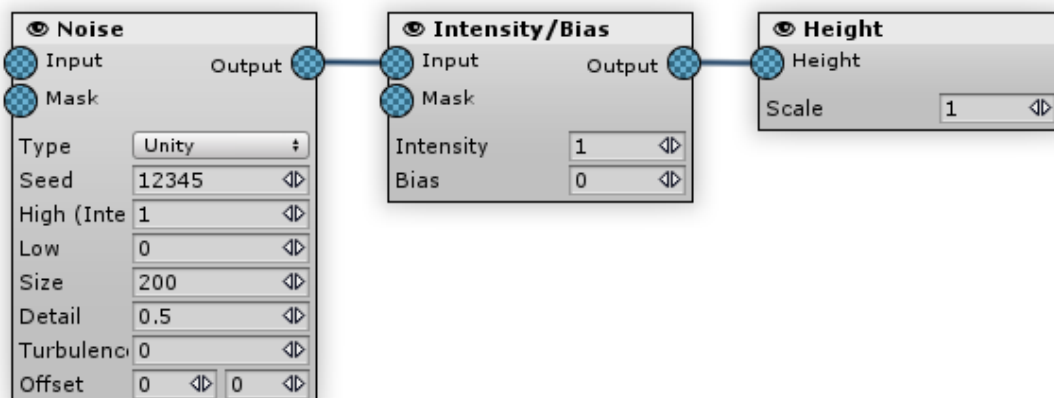 Noise
Input
Output
Mask
Type Unity
Seed 12345
High (Inte 1
Low 0
Size 200
Detail 0.5
Turbulenc 0
Offset 0 0
Intensity/Bias
Input
Output
Mask
Intensity 1
Bias 0
Height
Height
Scale 1